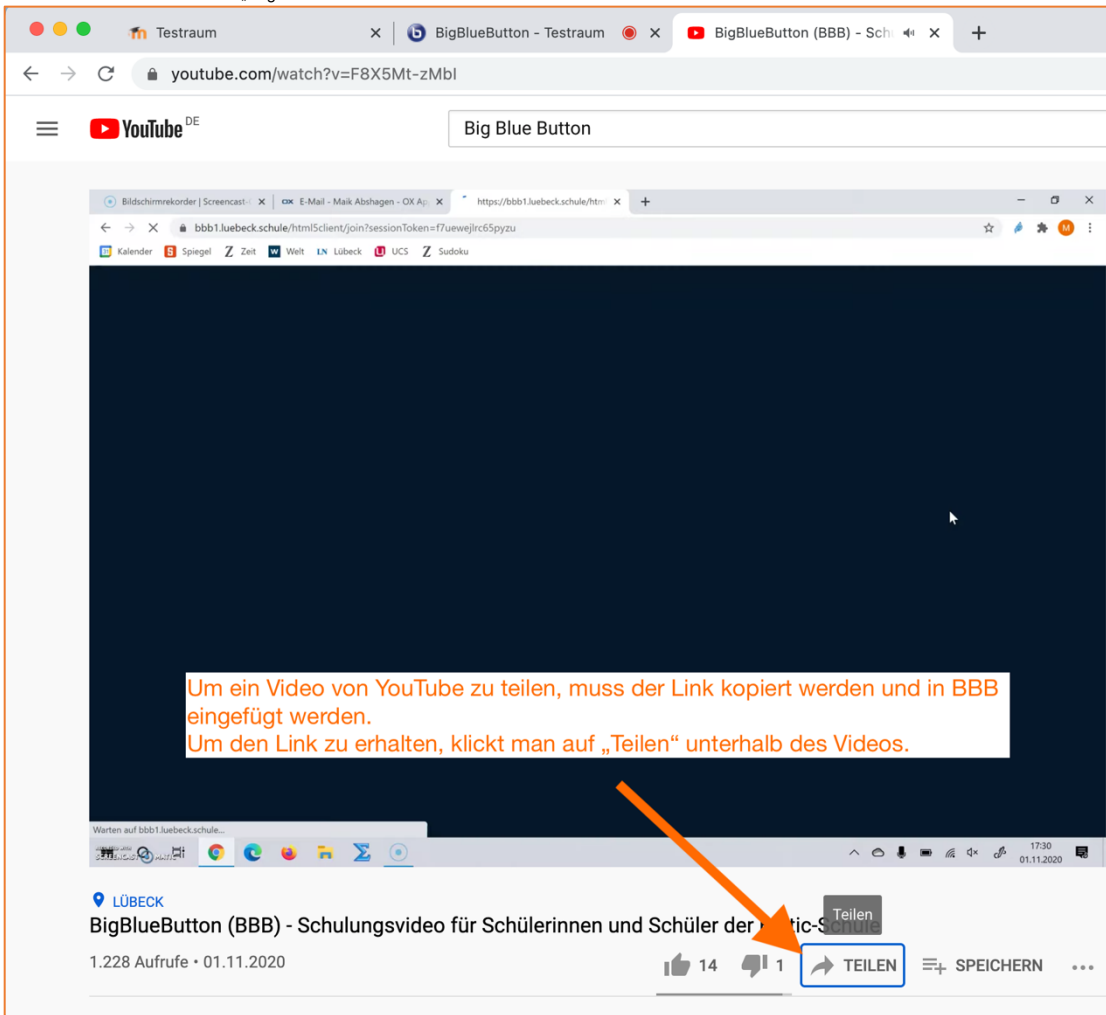 Testraum
BigBlueButton - Testraum
BigBlueButton (BBB) - Sch
youtube.com/watch?v=F8X5Mt-zMbI
YouTube DE
Big Blue Button
Bildschirmrekorder | Screencast-
E-Mail - Maik Abshagen - OX Ap
https://bbb1.luebeck.schule/html
bbb1.luebeck.schule/html5client/join?sessionToken=f7uewejlrc65pyzu
Kalender Spiegel Zeit Welt LN Lübeck UCS Sudoku
Um ein Video von YouTube zu teilen, muss der Link kopiert werden und in BBB
eingefügt werden.
Um den Link zu erhalten, klickt man auf „Teilen“ unterhalb des Videos.
Warten auf bbb1.luebeck.schule...
17:30
01.11.2020
LÜBECK
BigBlueButton (BBB) - Schulungsvideo für Schülerinnen und Schüler der tic-Schule
Teilen
1.228 Aufrufe • 01.11.2020
14 1 TEILEN SPEICHERN